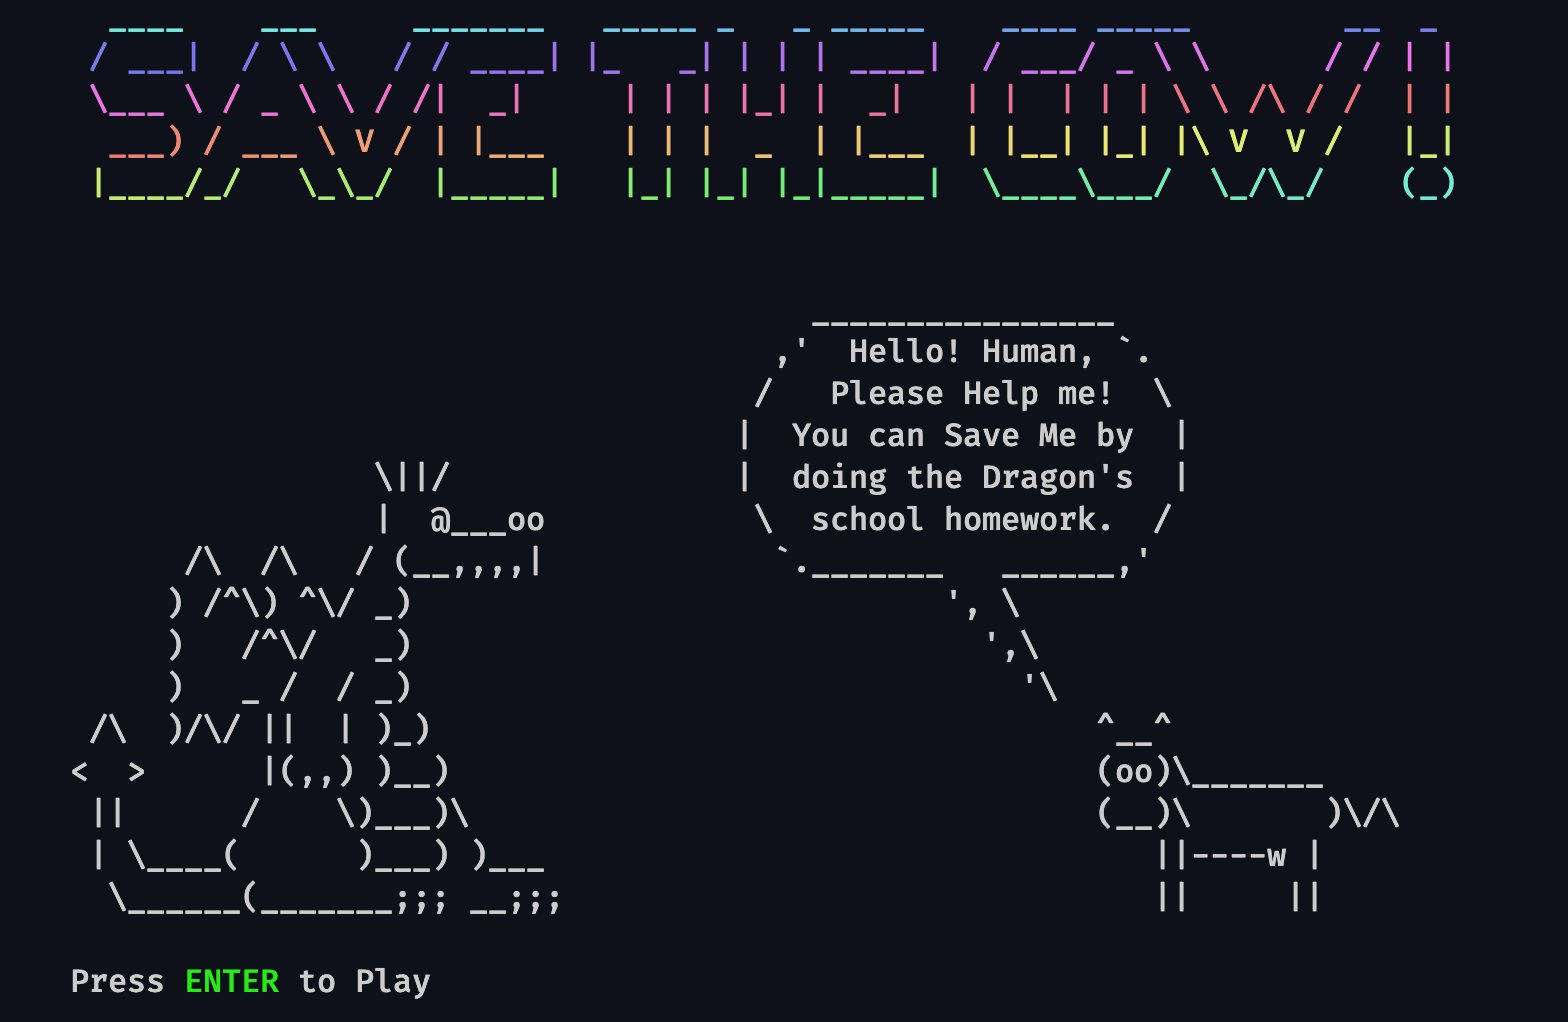 SAVE THE COW!
Hello! Human,
Please Help me!
You can Save Me by
doing the Dragon's
school homework.
Press ENTER to Play